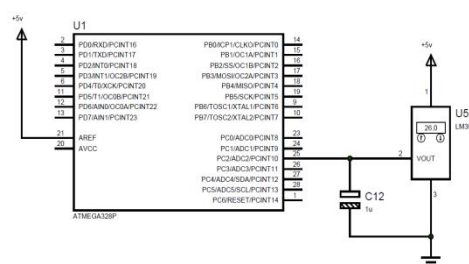 +5v
U1
2 PD0/RXD/PCINT16
3 PD1/TXD/PCINT17
4 PD2/INT0/PCINT18
5 PD3/INT1/OC2B/PCINT19
6 PD4/T0/XCK/PCINT20
11 PD5/T1/OC0B/PCINT21
12 PD6/AIN0/OC0A/PCINT22
13 PD7/AIN1/PCINT23
21 AREF
20 AVCC
PB0/ICP1/CLKO/PCINT0 14
PB1/OC1A/PCINT1 15
PB2/SS/OC1B/PCINT2 16
PB3/MOSI/OC2A/PCINT3 17
PB4/MISO/PCINT4 18
PB5/SCK/PCINT5 19
PB6/TOSC1/XTAL1/PCINT6 9
PB7/TOSC2/XTAL2/PCINT7 10
PC0/ADC0/PCINT8 23
PC1/ADC1/PCINT9 24
PC2/ADC2/PCINT10 25
PC3/ADC3/PCINT11 26
PC4/ADC4/SDA/PCINT12 27
PC5/ADC5/SCL/PCINT13 28
PC6/RESET/PCINT14 1
ATMEGA328P
C12
1u
+5v
1
U5
LM3
26.0
2 VOUT
3